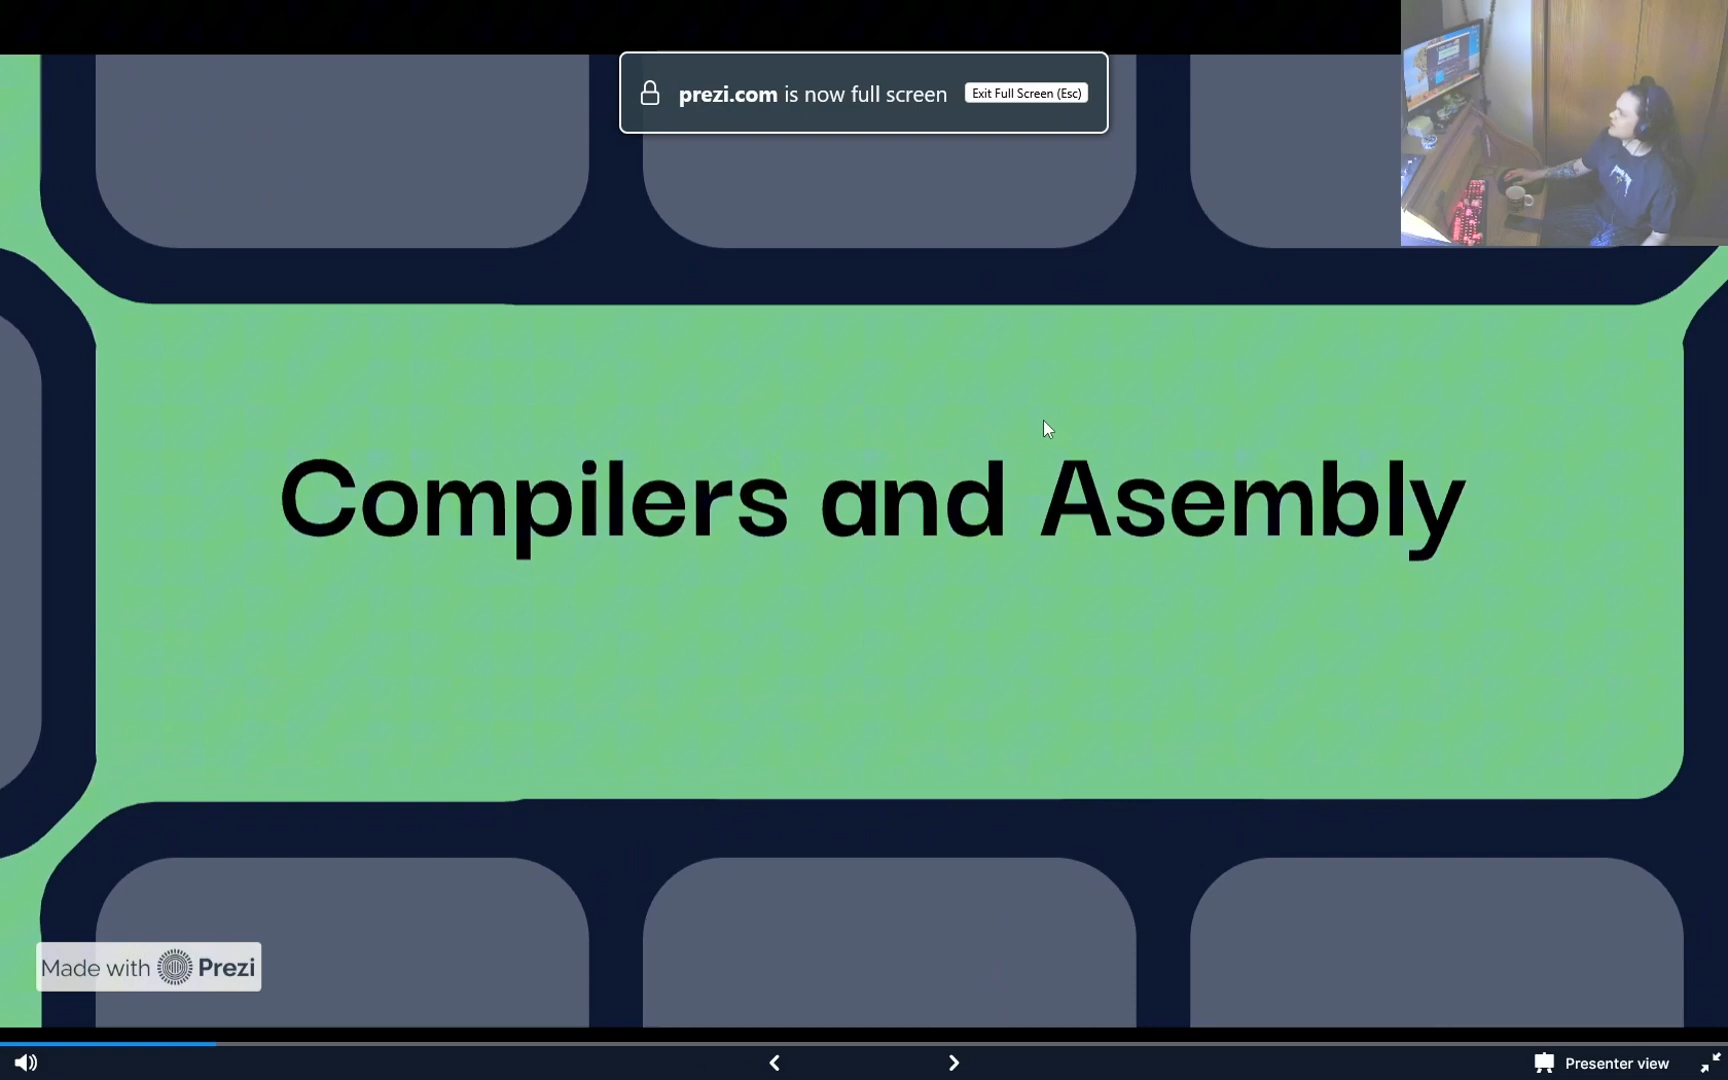 prezi.com is now full screen
Exit Full Screen (Esc)
Compilers and Asembly
Made with Prezi
Presenter view